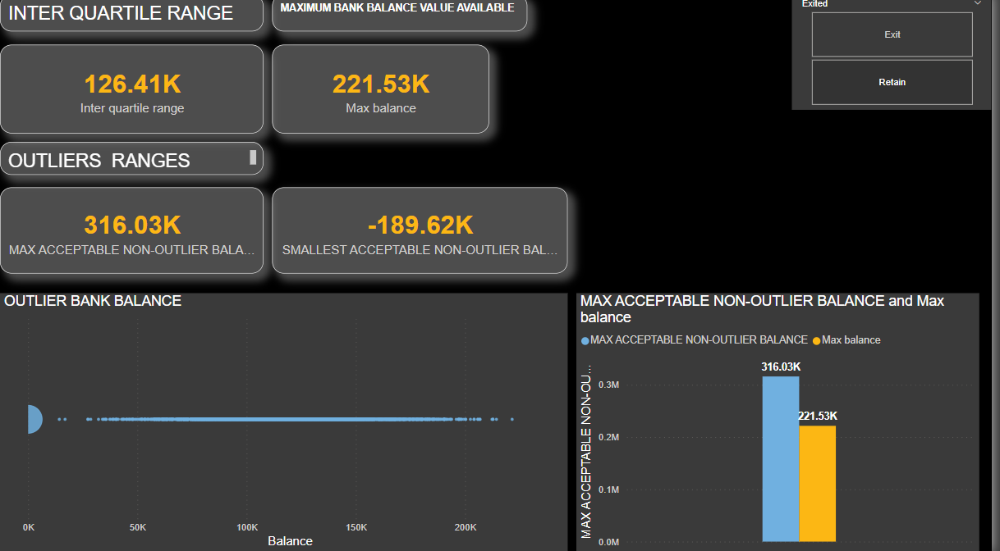 INTER QUARTILE RANGE
MAXIMUM BANK BALANCE VALUE AVAILABLE
Exited
Exit
Retain
126.41K
Inter quartile range
221.53K
Max balance
OUTLIERS RANGES
316.03K
MAX ACCEPTABLE NON-OUTLIER BALA...
-189.62K
SMALLEST ACCEPTABLE NON-OUTLIER BAL...
OUTLIER BANK BALANCE
0K 50K 100K 150K 200K
Balance
MAX ACCEPTABLE NON-OUTLIER BALANCE and Max
balance
MAX ACCEPTABLE NON-OUTLIER BALANCE Max balance
MAX ACCEPTABLE NON-OU...
0.3M
0.2M
0.1M
0.0M
316.03K
221.53K